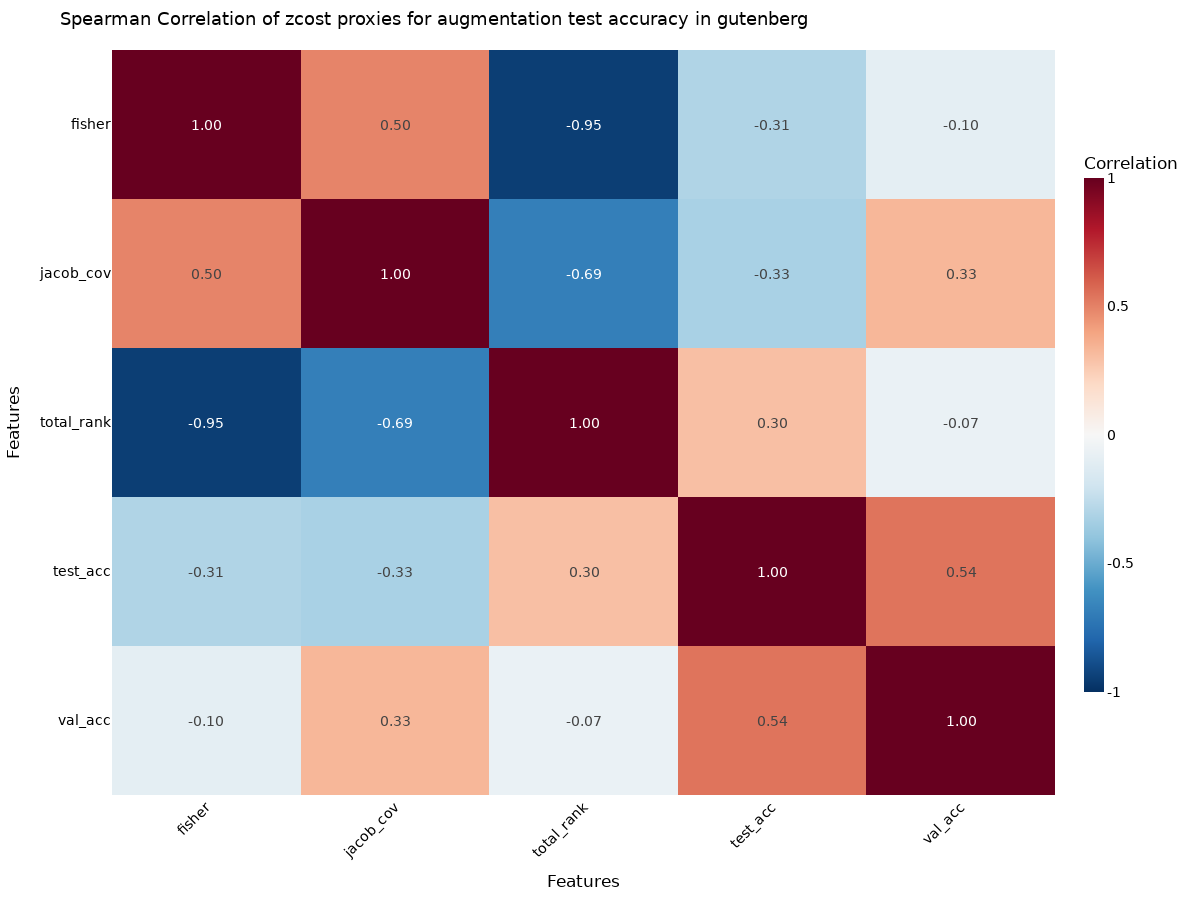 Spearman Correlation of zcost proxies for augmentation test accuracy in gutenberg
fisher 1.00 0.50 -0.95 -0.31 -0.10
jacob_cov 0.50 1.00 -0.69 -0.33 0.33
total_rank -0.95 -0.69 1.00 0.30 -0.07
test_acc -0.31 -0.33 0.30 1.00 0.54
val_acc -0.10 0.33 -0.07 0.54 1.00
fisher jacob_cov total_rank test_acc val_acc
Features
Features
Correlation
1
0.5
0
-0.5
-1